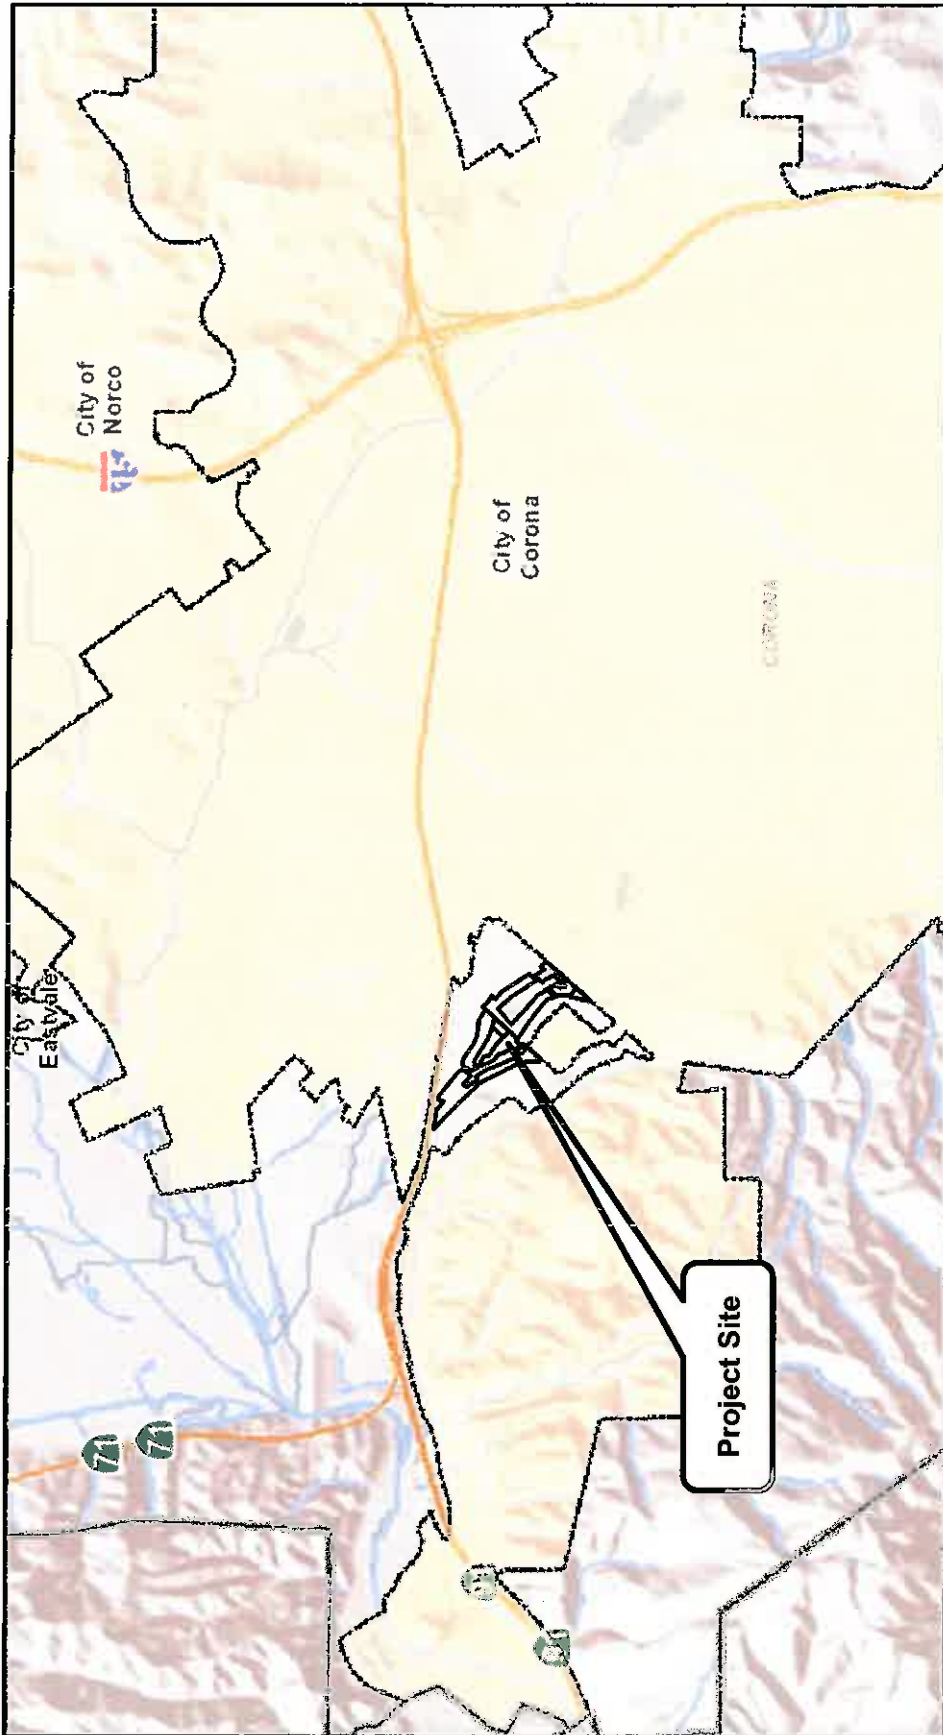 City of
Norco
City of
Eastvale
City of
Corona
CORONA
71
71
Project Site